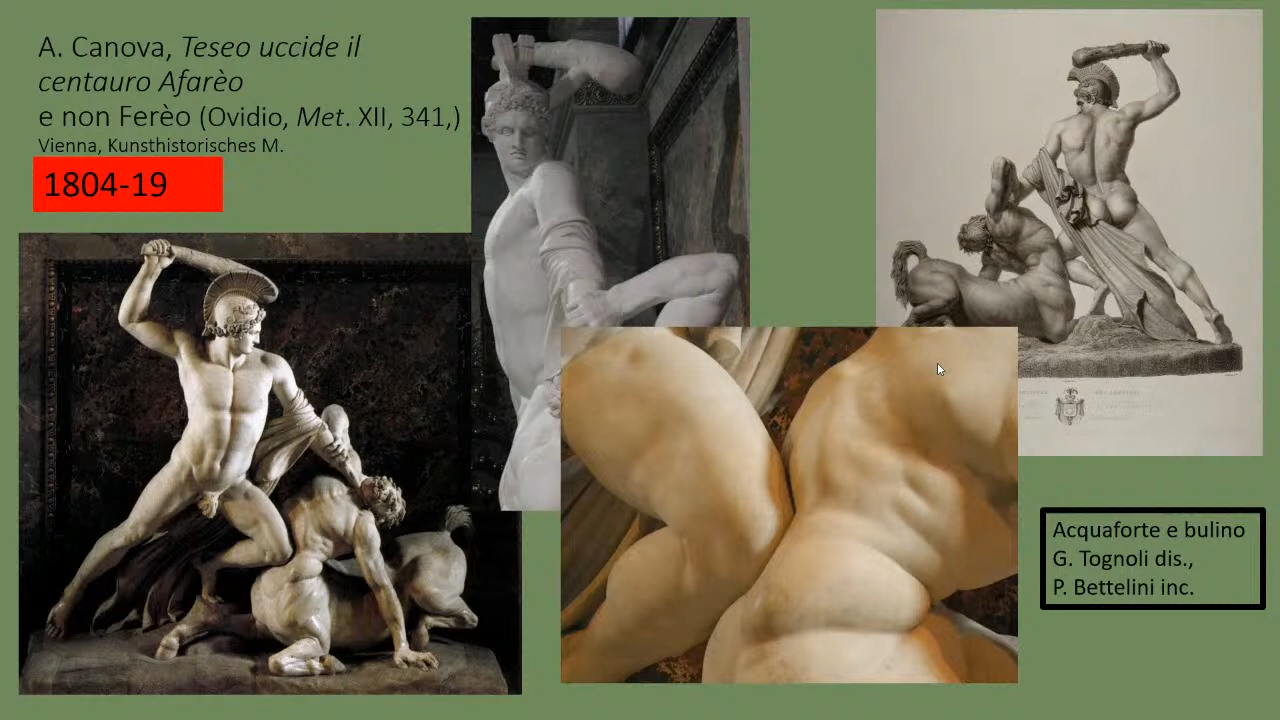 A. Canova, Teseo uccide il
centauro Afarèo
e non Ferèo (Ovidio, Met. XII, 341,)
Vienna, Kunsthistorisches M.
1804-19
Acquaforte e bulino
G. Tognoli dis.,
P. Bettelini inc.